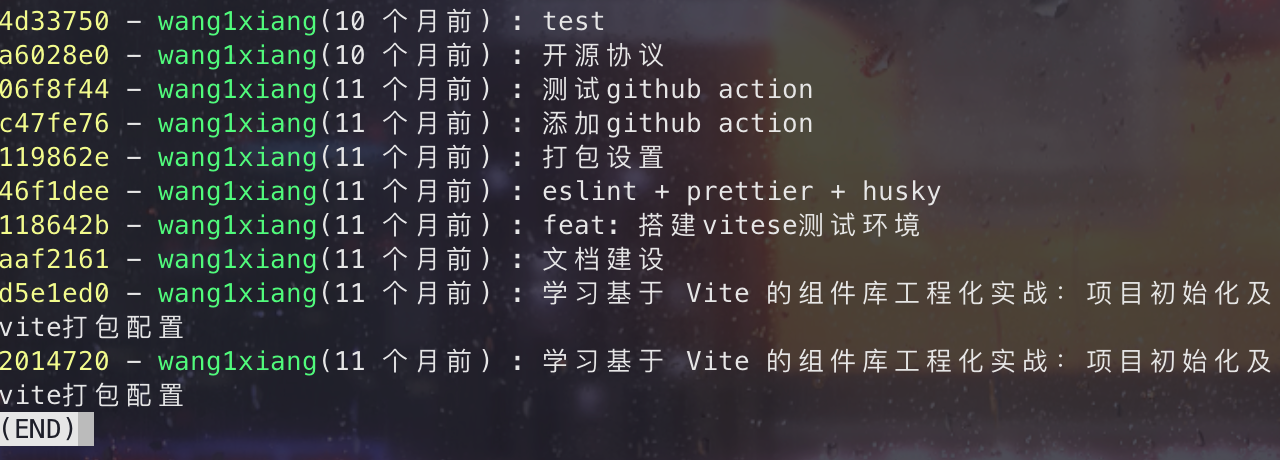 4d33750 – wang1xiang(10 个月前) : test
a6028e0 – wang1xiang(10 个月前) : 开源协议
06f8f44 – wang1xiang(11 个月前) : 测试github action
c47fe76 – wang1xiang(11 个月前) : 添加github action
119862e – wang1xiang(11 个月前) : 打包设置
46f1dee – wang1xiang(11 个月前) : eslint + prettier + husky
118642b – wang1xiang(11 个月前) : feat: 搭建vitese测试环境
aaf2161 – wang1xiang(11 个月前) : 文档建设
d5e1ed0 – wang1xiang(11 个月前) : 学习基于 Vite 的组件库工程化实战：项目初始化及
vite打包配置
2014720 – wang1xiang(11 个月前) : 学习基于 Vite 的组件库工程化实战：项目初始化及
vite打包配置
(END)